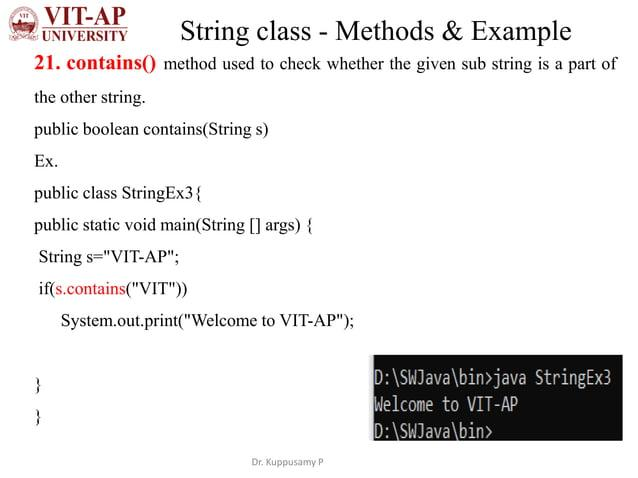 VIT-AP
UNIVERSITY
String class - Methods & Example
21. contains() method used to check whether the given sub string is a part of
the other string.
public boolean contains(String s)
Ex.
public class StringEx3{
public static void main(String [] args) {
String s="VIT-AP";
if(s.contains("VIT"))
System.out.print("Welcome to VIT-AP");
}
}
D:\SWJava\bin>java StringEx3
Welcome to VIT-AP
D:\SWJava\bin>
Dr. Kuppusamy P